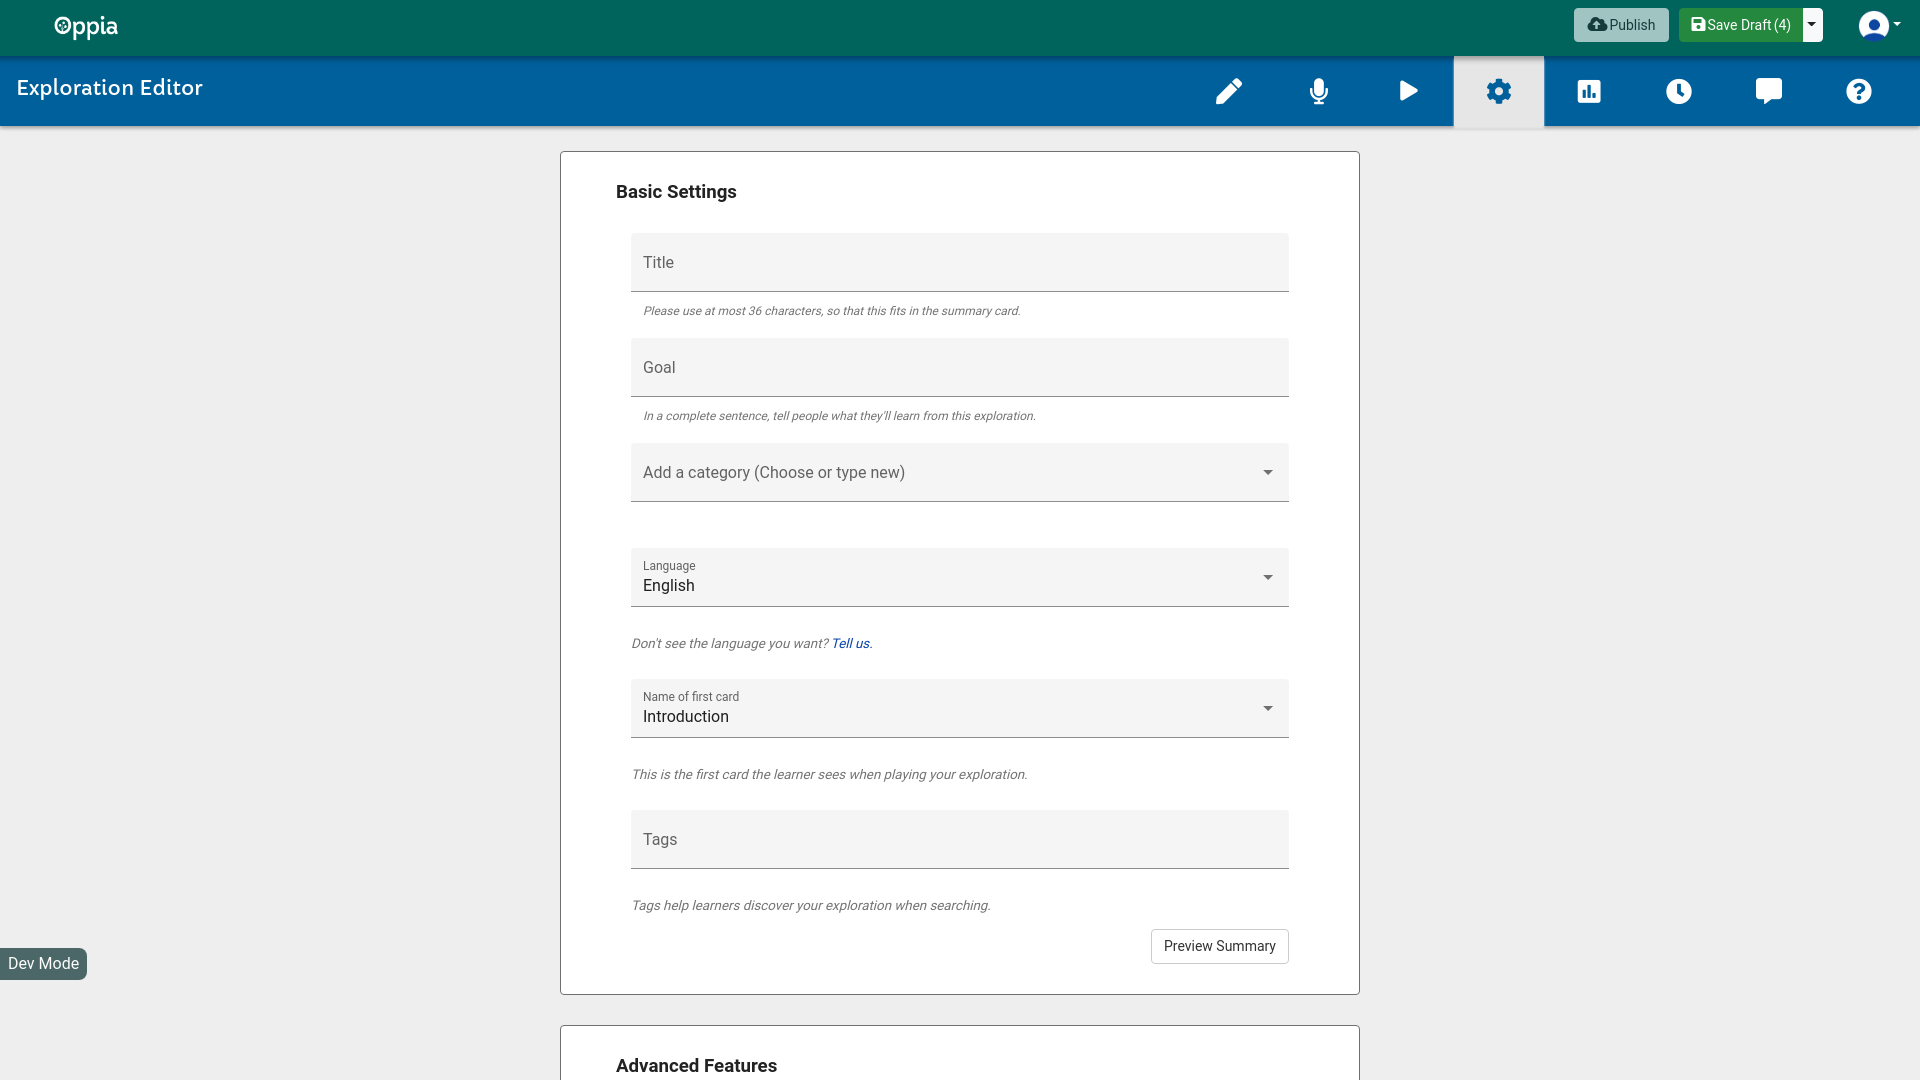 Oppia
Publish
Save Draft (4)
Exploration Editor
Basic Settings
Title
Please use at most 36 characters, so that this fits in the summary card.
Goal
In a complete sentence, tell people what they'll learn from this exploration.
Add a category (Choose or type new)
Language
English
Don't see the language you want? Tell us.
Name of first card
Introduction
This is the first card the learner sees when playing your exploration.
Tags
Tags help learners discover your exploration when searching.
Preview Summary
Dev Mode
Advanced Features